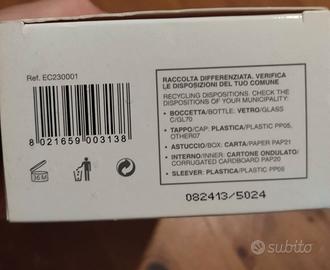 Ref. EC230001
8 021659 003138
36M
RACCOLTA DIFFERENZIATA. VERIFICA
LE DISPOSIZIONI DEL TUO COMUNE
RECYCLING DISPOSITIONS. CHECK THE
DISPOSITIONS OF YOUR MUNICIPALITY:
• BOCCETTA/BOTTLE: VETRO/GLASS
C/GL70
• TAPPO/CAP: PLASTICA/PLASTIC PP05,
OTHER07
• ASTUCCIO/BOX: CARTA/PAPER PAP21
• INTERNO/INNER: CARTONE ONDULATO/
CORRUGATED CARDBOARD PAP20
• SLEEVER: PLASTICA/PLASTIC PP05
082413/5024
subito